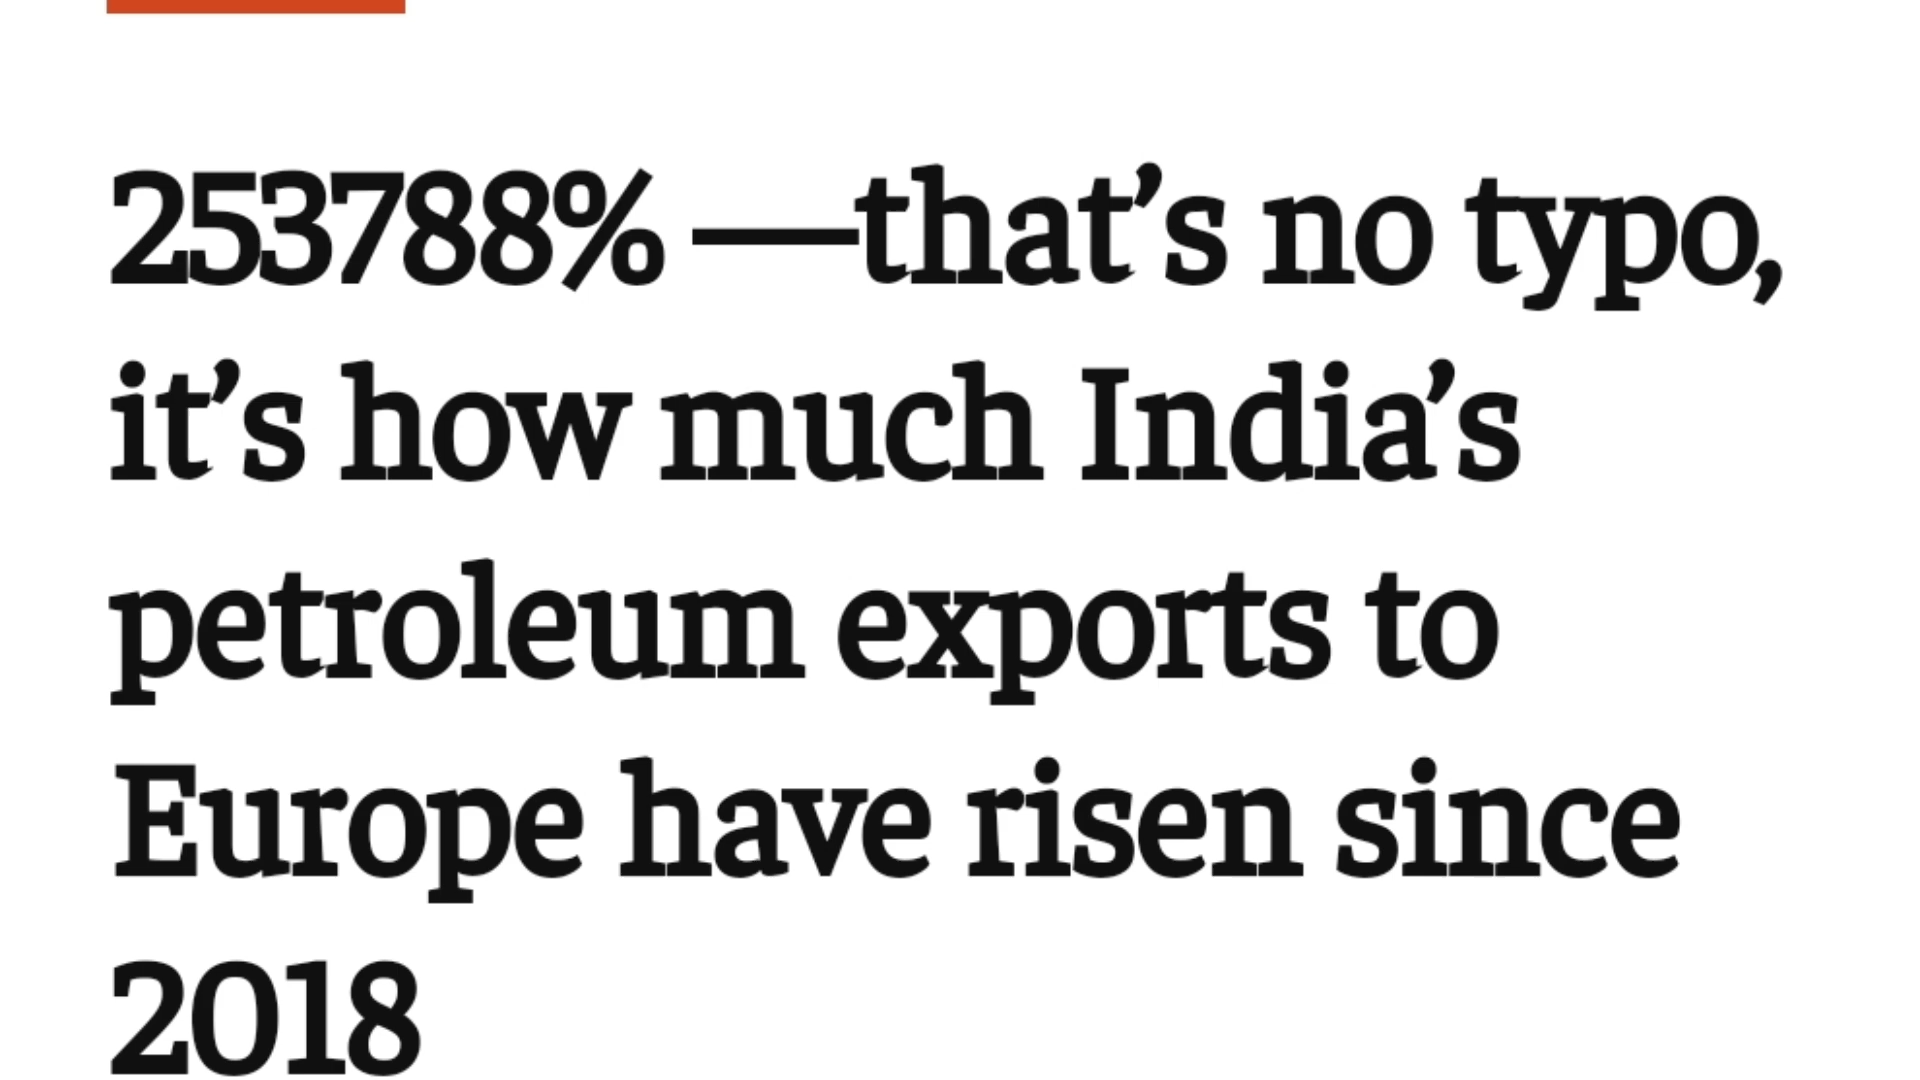 253788% —that’s no typo,
it’s how much India’s
petroleum exports to
Europe have risen since
2018